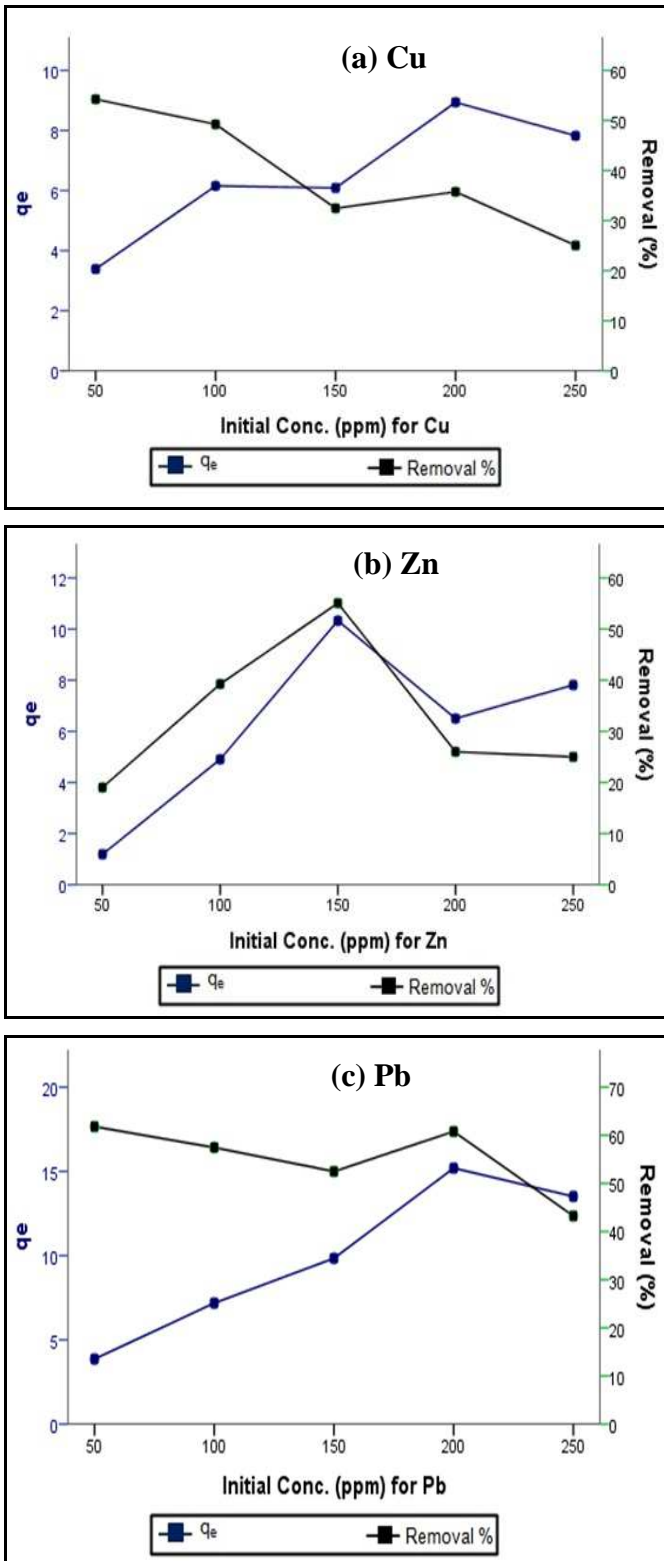 (a) Cu
10
8
6
4
2
0
qe
60
50
40
30
20
10
0
Removal (%)
50 100 150 200 250
Initial Conc. (ppm) for Cu
qe Removal %
(b) Zn
12
10
8
6
4
2
0
qe
60
50
40
30
20
10
0
Removal (%)
50 100 150 200 250
Initial Conc. (ppm) for Zn
qe Removal %
(c) Pb
20
15
10
5
0
qe
70
60
50
40
30
20
10
0
Removal (%)
50 100 150 200 250
Initial Conc. (ppm) for Pb
qe Removal %